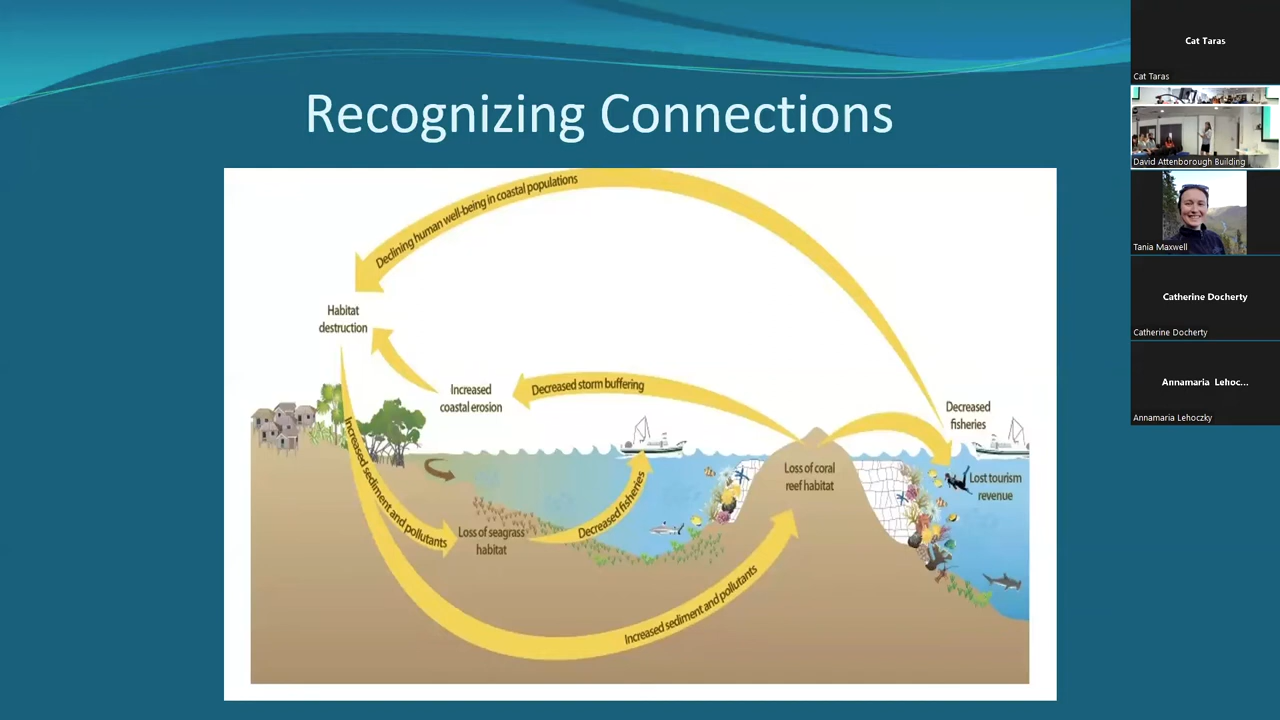 Recognizing Connections
Declining human well-being in coastal populations
Habitat
destruction
Increased
coastal erosion
Decreased storm buffering
Decreased
fisheries
Loss of coral
reef habitat
Lost tourism
revenue
Increased sediment and pollutants
Loss of seagrass
habitat
Decreased fisheries
Increased sediment and pollutants
Cat Taras
Cat Taras
David Attenborough Building
Tania Maxwell
Catherine Docherty
Catherine Docherty
Annamaria Lehoc...
Annamaria Lehoczky